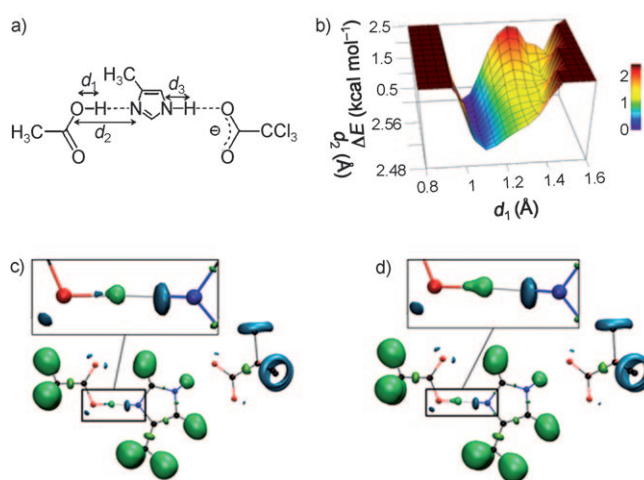 a)
d1
H3C
d3
O H N N H O
H3C O
d2
⊖
O
CCl3
b)
2.5
1.5
0.5
2.56
2.48
ΔE (kcal mol⁻¹)
d2 (Å)
0.8 1 1.2 1.4 1.6
d1 (Å)
2
1
0
c)
d)